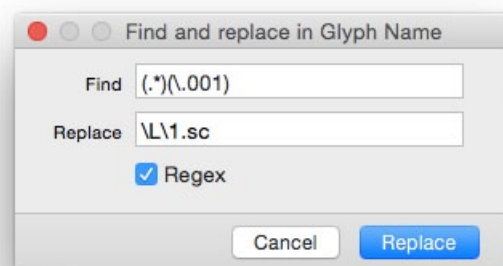 Find and replace in Glyph Name
Find (.*)(\.001)
Replace \L\1.sc
Regex
Cancel Replace